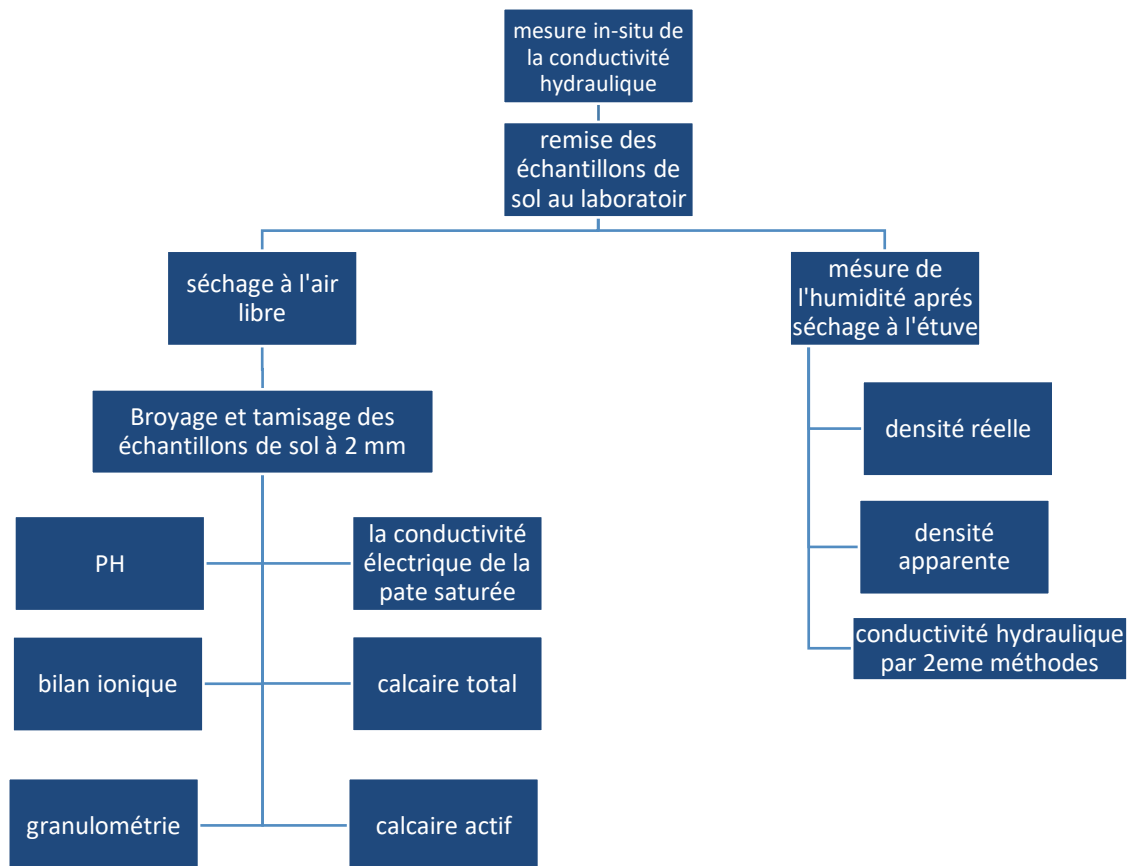 mesure in-situ de
la conductivité
hydraulique
remise des
échantillons de
sol au laboratoir
séchage à l'air
libre
mésure de
l'humidité aprés
séchage à l'étuve
Broyage et tamisage des
échantillons de sol à 2 mm
densité réelle
PH
la conductivité
électrique de la
pate saturée
densité
apparente
bilan ionique
calcaire total
conductivité hydraulique
par 2eme méthodes
granulométrie
calcaire actif